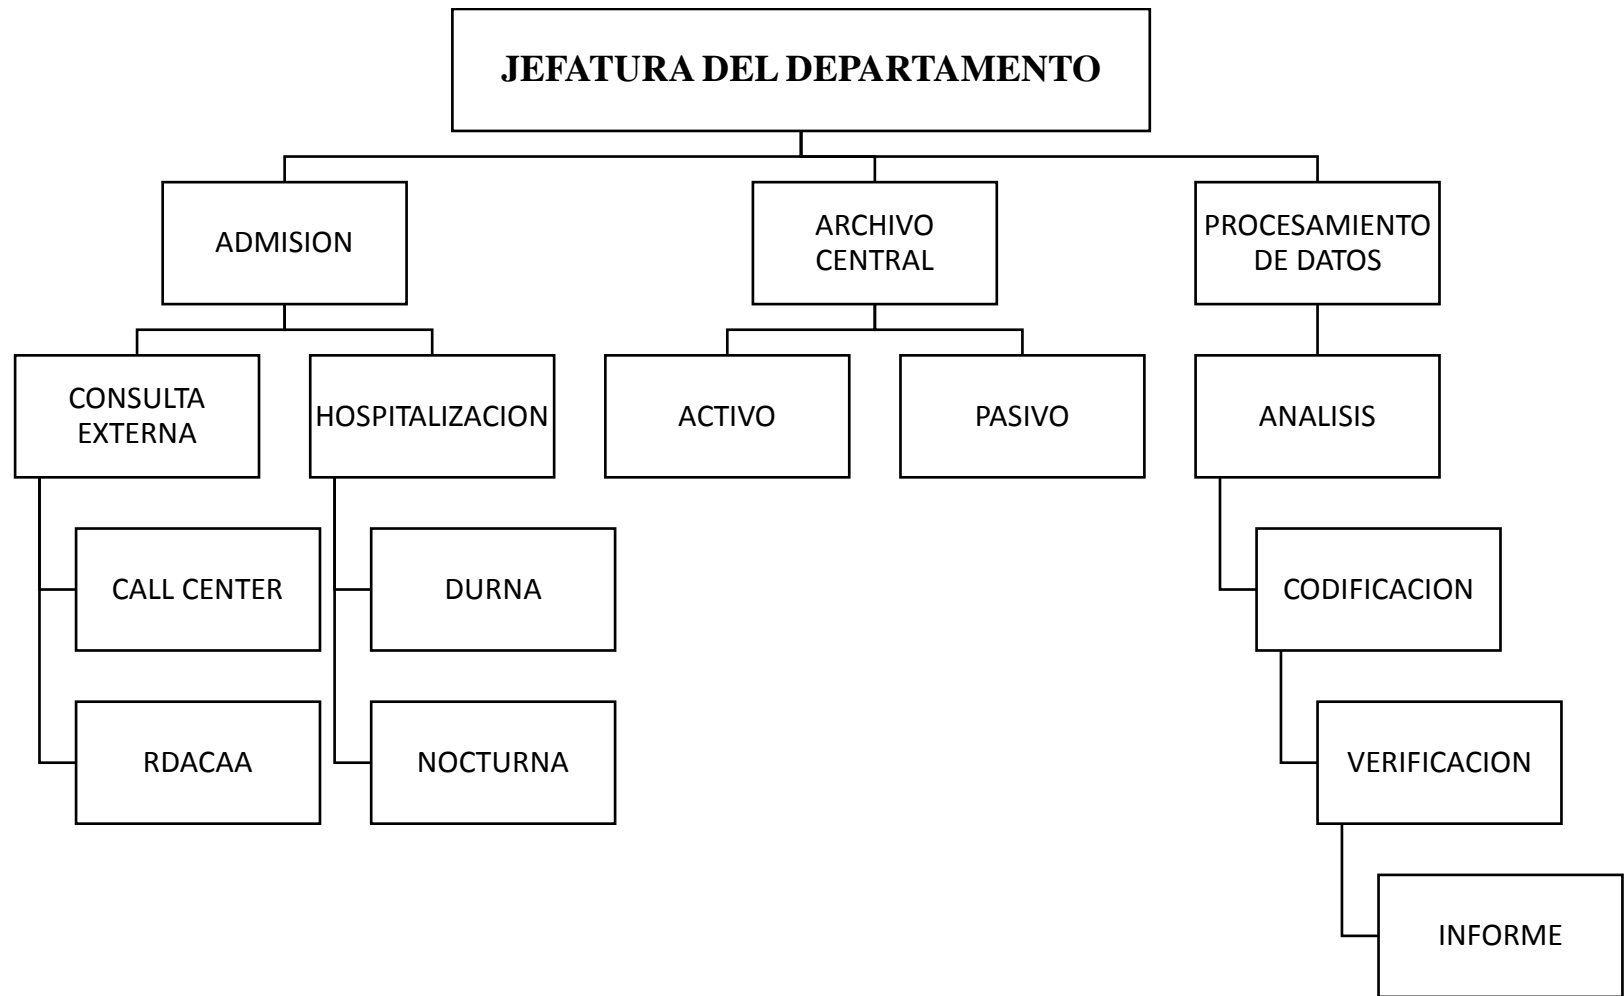 JEFATURA DEL DEPARTAMENTO
ADMISION
ARCHIVO
CENTRAL
PROCESAMIENTO
DE DATOS
CONSULTA
EXTERNA
HOSPITALIZACION
ACTIVO
PASIVO
ANALISIS
CALL CENTER
DURNA
CODIFICACION
RDACAA
NOCTURNA
VERIFICACION
INFORME